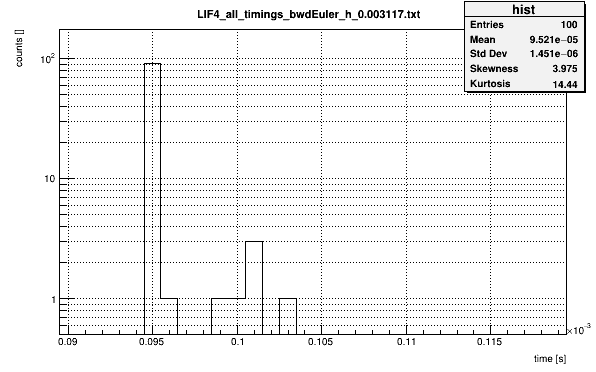 LIF4_all_timings_bwdEuler_h_0.003117.txt
hist
Entries 100
Mean 9.521e−05
Std Dev 1.451e−06
Skewness 3.975
Kurtosis 14.44
counts []
10²
10
1
0.09 0.095 0.1 0.105 0.11 0.115
×10⁻³
time [s]